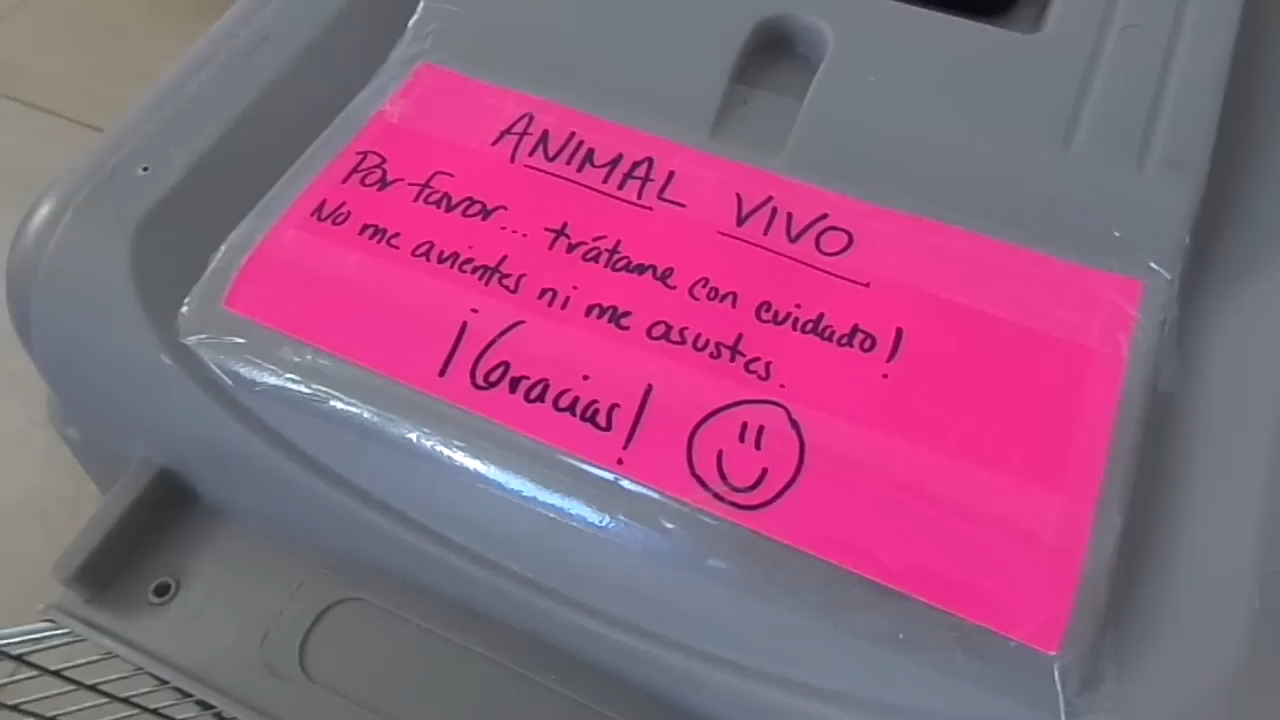 ANIMAL VIVO
Por favor... trátame con cuidado!
No me avientes ni me asustes.
¡Gracias!